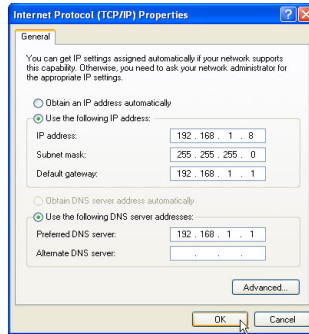 Internet Protocol (TCP/IP) Properties
General
You can get IP settings assigned automatically if your network supports
this capability. Otherwise, you need to ask your network administrator for
the appropriate IP settings.
Obtain an IP address automatically
Use the following IP address:
IP address: 192 . 168 . 1 . 8
Subnet mask: 255 . 255 . 255 . 0
Default gateway: 192 . 168 . 1 . 1
Obtain DNS server address automatically
Use the following DNS server addresses:
Preferred DNS server: 192 . 168 . 1 . 1
Alternate DNS server: . . .
Advanced...
OK Cancel